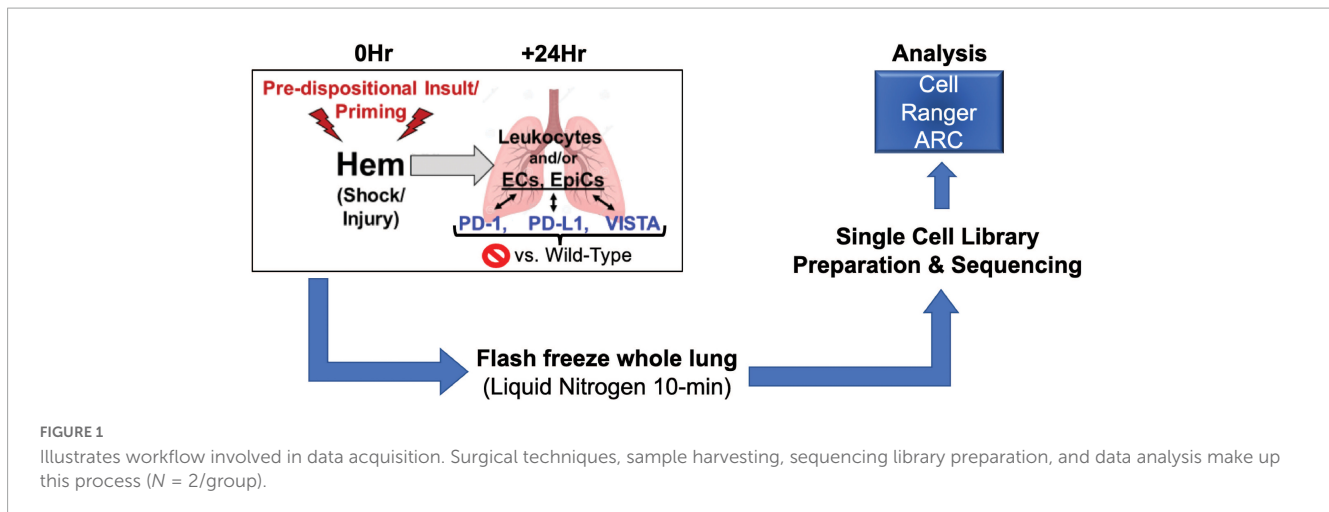 0Hr
+24Hr
Pre-dispositional Insult/
Priming
Hem
(Shock/
Injury)
Leukocytes
and/or
ECs, EpiCs
PD-1, PD-L1, VISTA
vs. Wild-Type
Analysis
Cell
Ranger
ARC
Single Cell Library
Preparation & Sequencing
Flash freeze whole lung
(Liquid Nitrogen 10-min)
FIGURE 1
Illustrates workflow involved in data acquisition. Surgical techniques, sample harvesting, sequencing library preparation, and data analysis make up
this process (N = 2/group).